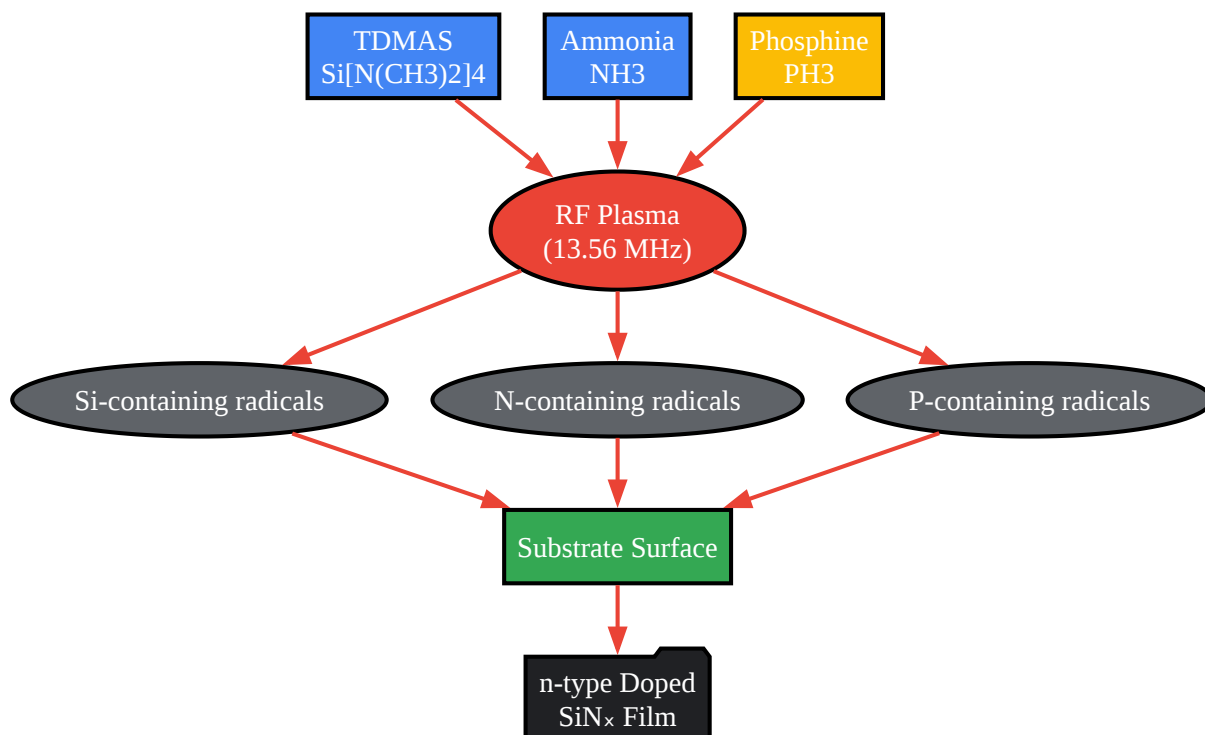 TDMAS
Si[N(CH3)2]4
Ammonia
NH3
Phosphine
PH3
RF Plasma
(13.56 MHz)
Si-containing radicals
N-containing radicals
P-containing radicals
Substrate Surface
n-type Doped
SiNₓ Film